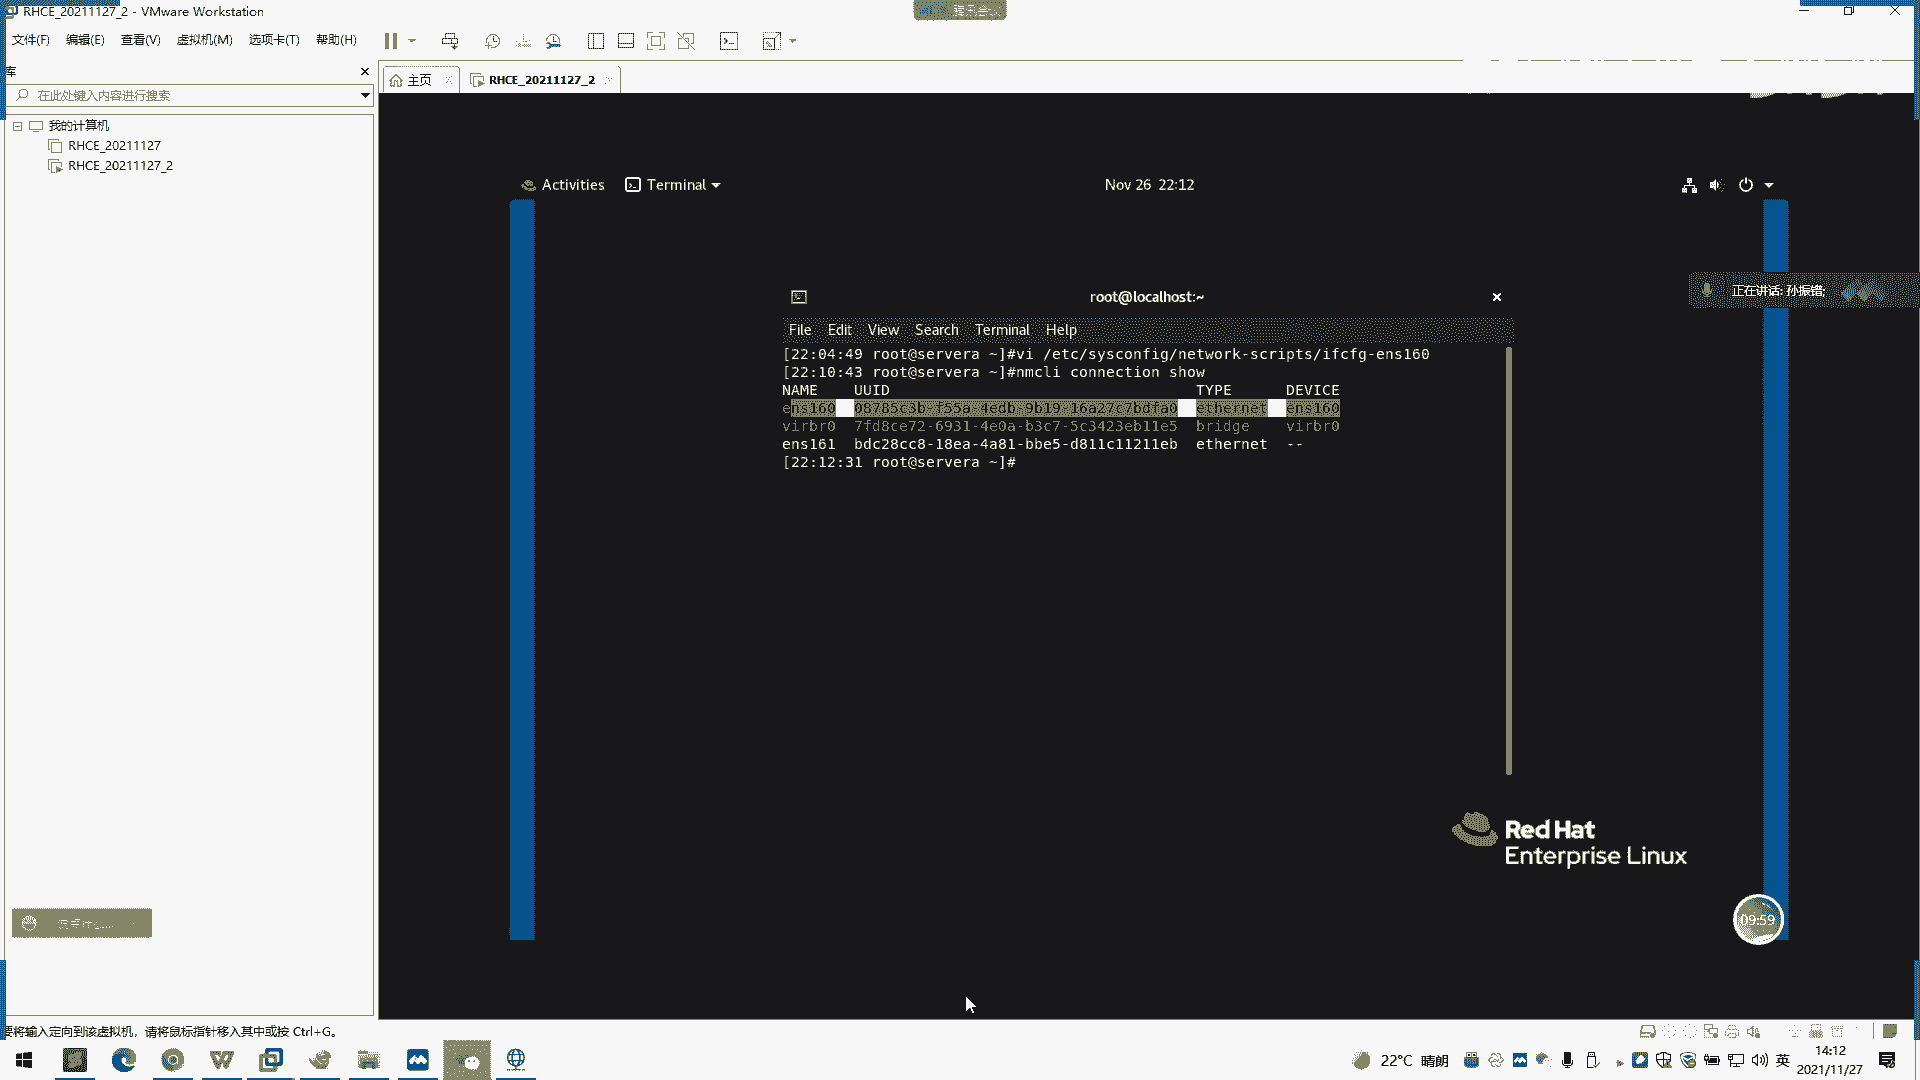 RHCE_20211127_2 - VMware Workstation
文件(F) 编辑(E) 查看(V) 虚拟机(M) 选项卡(T) 帮助(H)
库
在此处键入内容进行搜索
我的计算机
RHCE_20211127
RHCE_20211127_2
主页
RHCE_20211127_2
Activities Terminal Nov 26 22:12
正在讲话: 孙振锴;
root@localhost:~
File Edit View Search Terminal Help
[22:04:49 root@servera ~]#vi /etc/sysconfig/network-scripts/ifcfg-ens160
[22:10:43 root@servera ~]#nmcli connection show
NAME UUID TYPE DEVICE
ens160 08785c3b-f55a-4edb-9b19-16a27c7bdfa0 ethernet ens160
virbr0 7fd8ce72-6931-4e0a-b3c7-5c3423eb11e5 bridge virbr0
ens161 bdc28cc8-18ea-4a81-bbe5-d811c11211eb ethernet --
[22:12:31 root@servera ~]#
Red Hat
Enterprise Linux
09:59
要将输入定向到该虚拟机，请将鼠标指针移入其中或按 Ctrl+G。
22°C 晴朗
英
14:12
2021/11/27